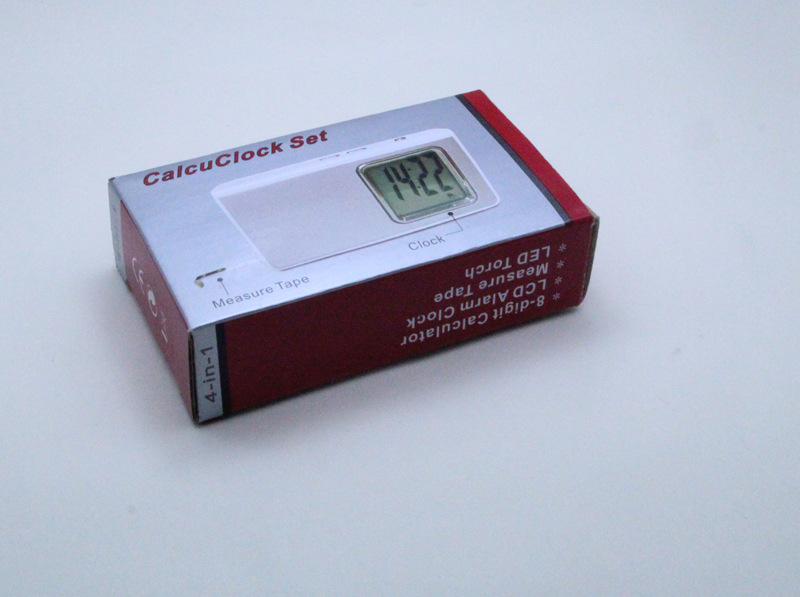 CalcuClock Set
14:22
Clock
Measure Tape
4-in-1
* 8-digit Calculator
* LCD Alarm Clock
* Measure Tape
* LED Torch
CE